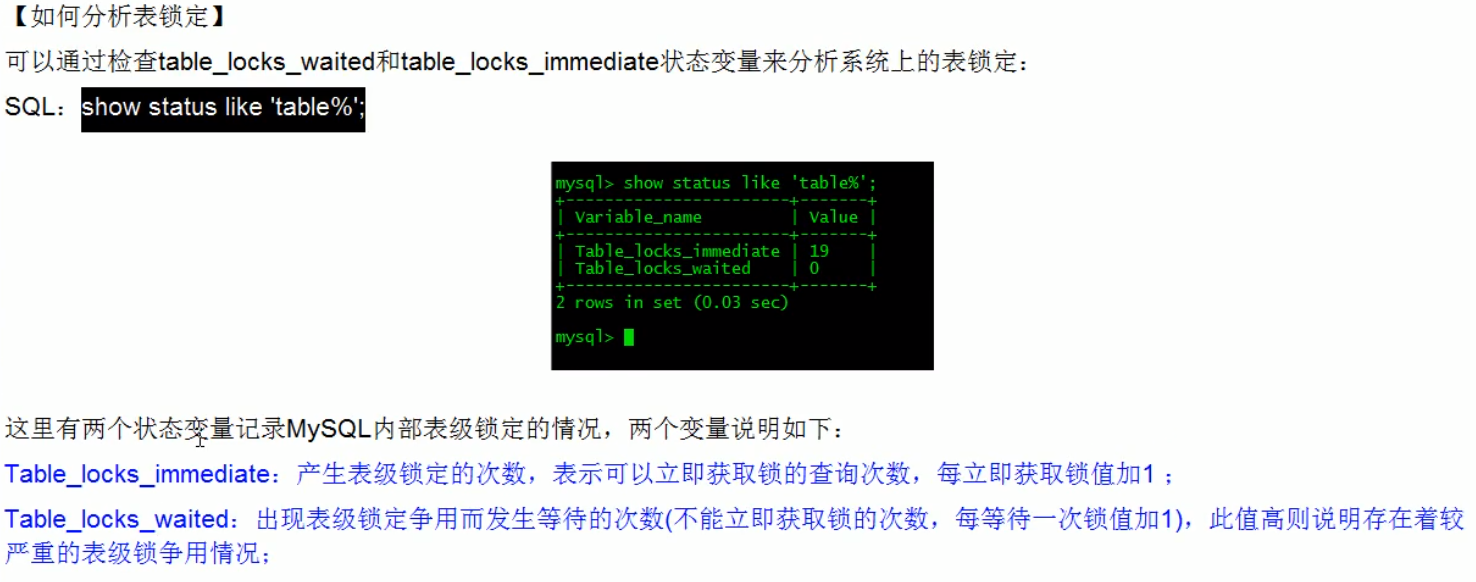 【如何分析表锁定】
可以通过检查table_locks_waited和table_locks_immediate状态变量来分析系统上的表锁定：
SQL：show status like 'table%';
mysql> show status like 'table%';
+-----------------------+-------+
| Variable_name         | Value |
+-----------------------+-------+
| Table_locks_immediate | 19    |
| Table_locks_waited    | 0     |
+-----------------------+-------+
2 rows in set (0.03 sec)
mysql>
这里有两个状态变量记录MySQL内部表级锁定的情况，两个变量说明如下：
Table_locks_immediate：产生表级锁定的次数，表示可以立即获取锁的查询次数，每立即获取锁值加1 ；
Table_locks_waited：出现表级锁定争用而发生等待的次数(不能立即获取锁的次数，每等待一次锁值加1)，此值高则说明存在着较
严重的表级锁争用情况；